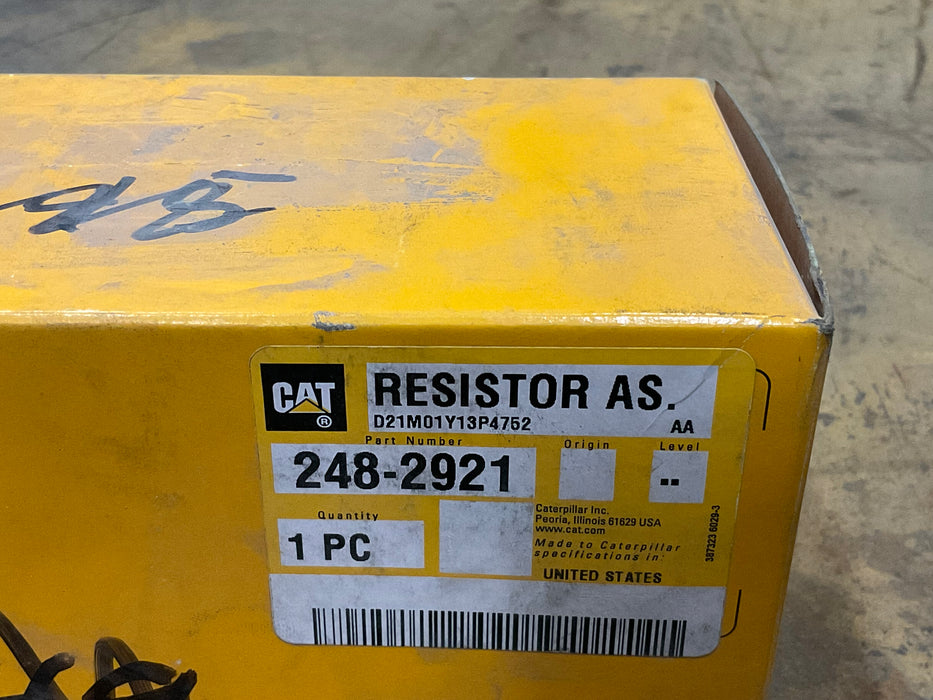 CAT
®
RESISTOR AS.
D21M01Y13P4752
AA
Part Number
Origin
Level
248-2921
--
Quantity
1 PC
Caterpillar Inc.
Peoria, Illinois 61629 USA
www.cat.com
Made to Caterpillar
specifications in:
UNITED STATES
387323 6029-3